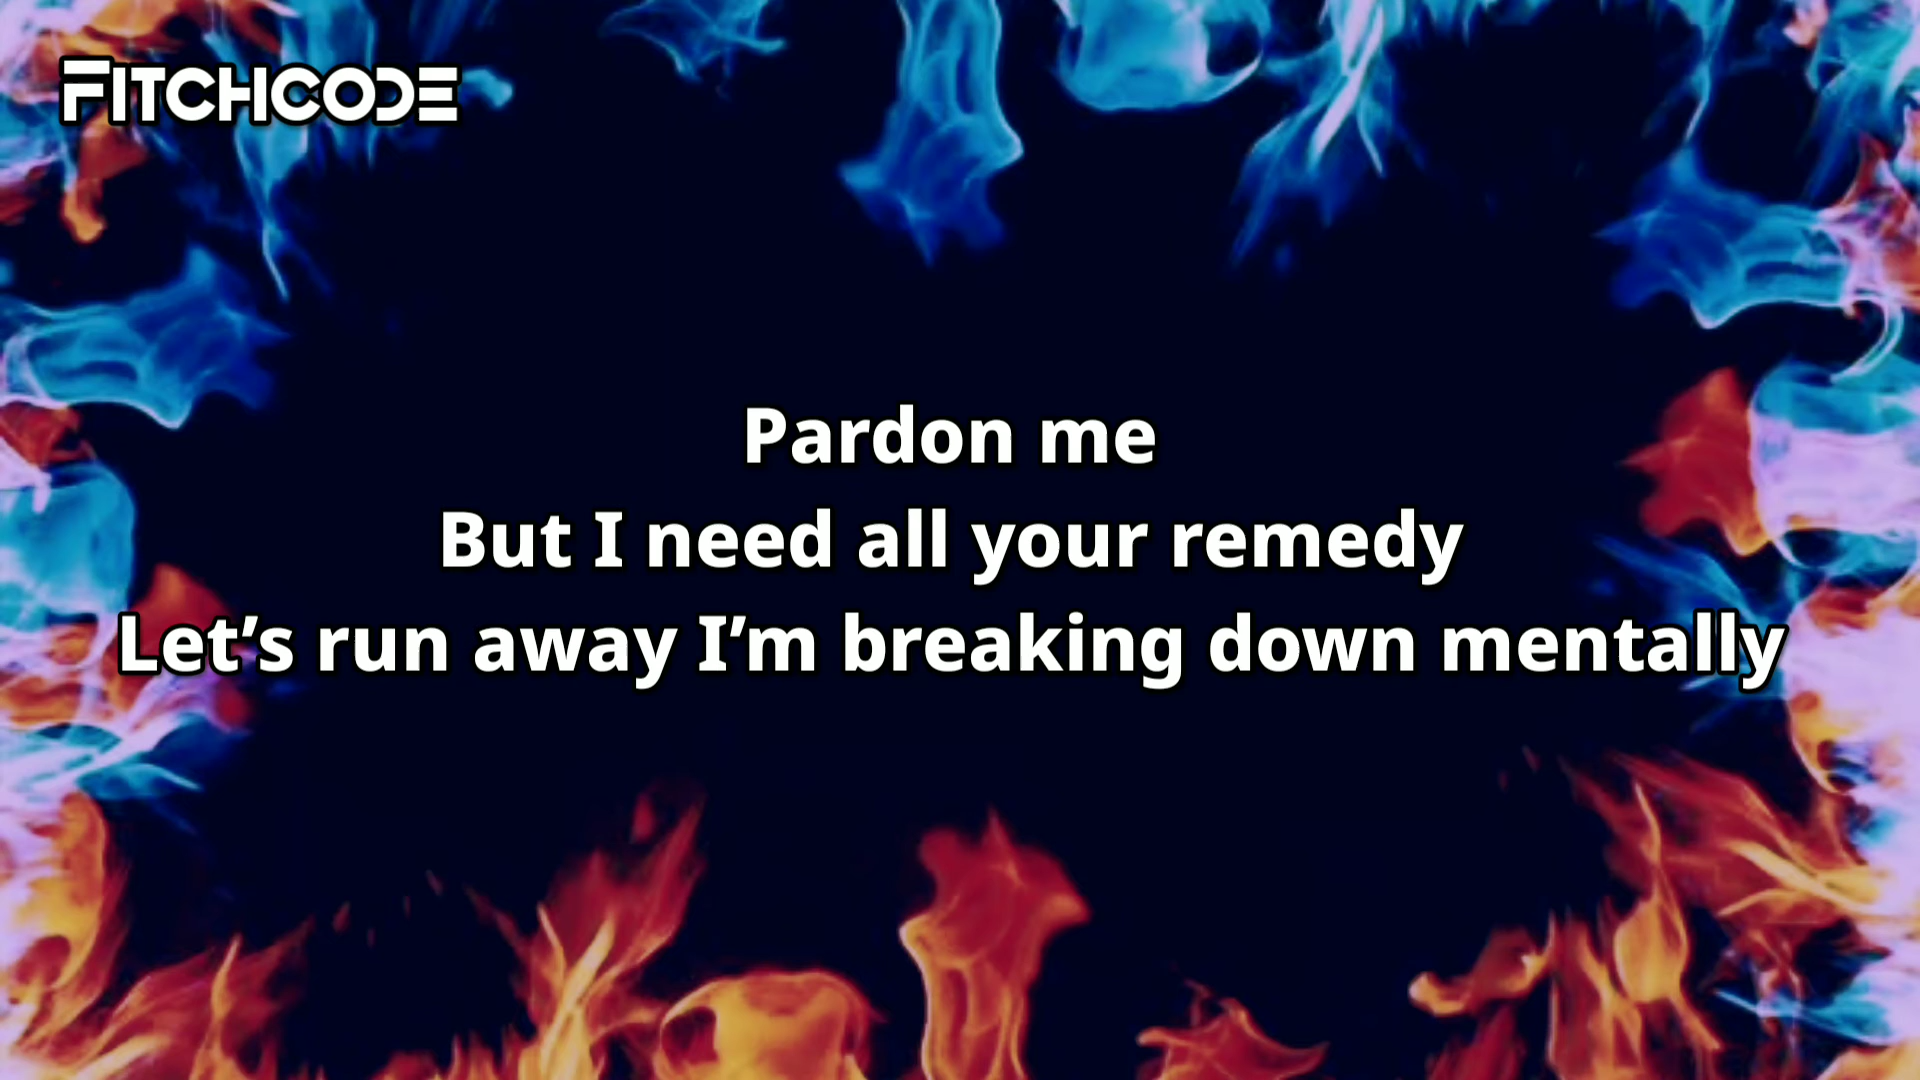 FITCHCODE
Pardon me
But I need all your remedy
Let’s run away I’m breaking down mentally